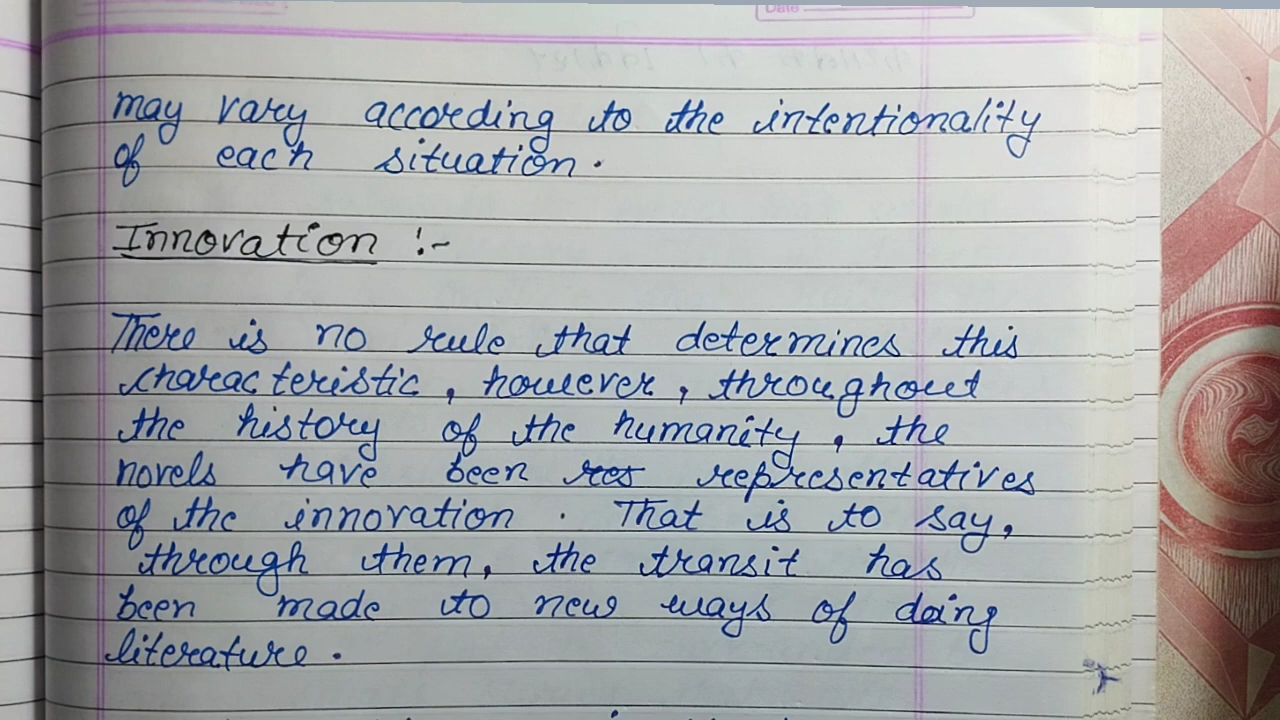 Date
may vary according to the intentionality
of each situation.
Innovation :-
There is no rule that determines this
characteristic, however, throughout
the history of the humanity, the
novels have been res representatives
of the innovation. That is to say,
through them, the transit has
been made to new ways of doing
literature.